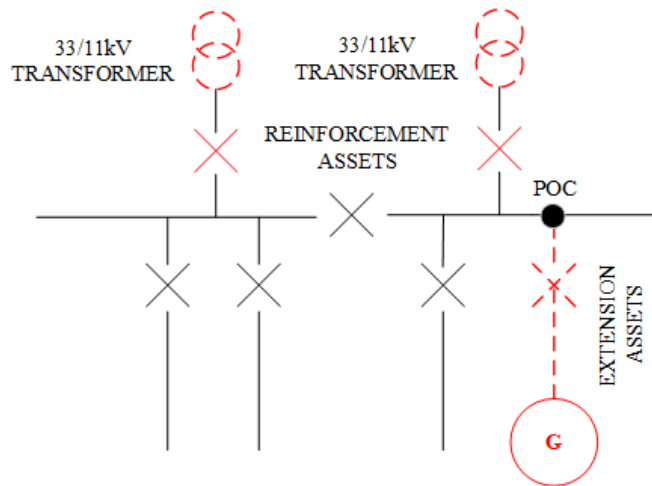 33/11kV
TRANSFORMER
33/11kV
TRANSFORMER
REINFORCEMENT
ASSETS
POC
EXTENSION
ASSETS
G